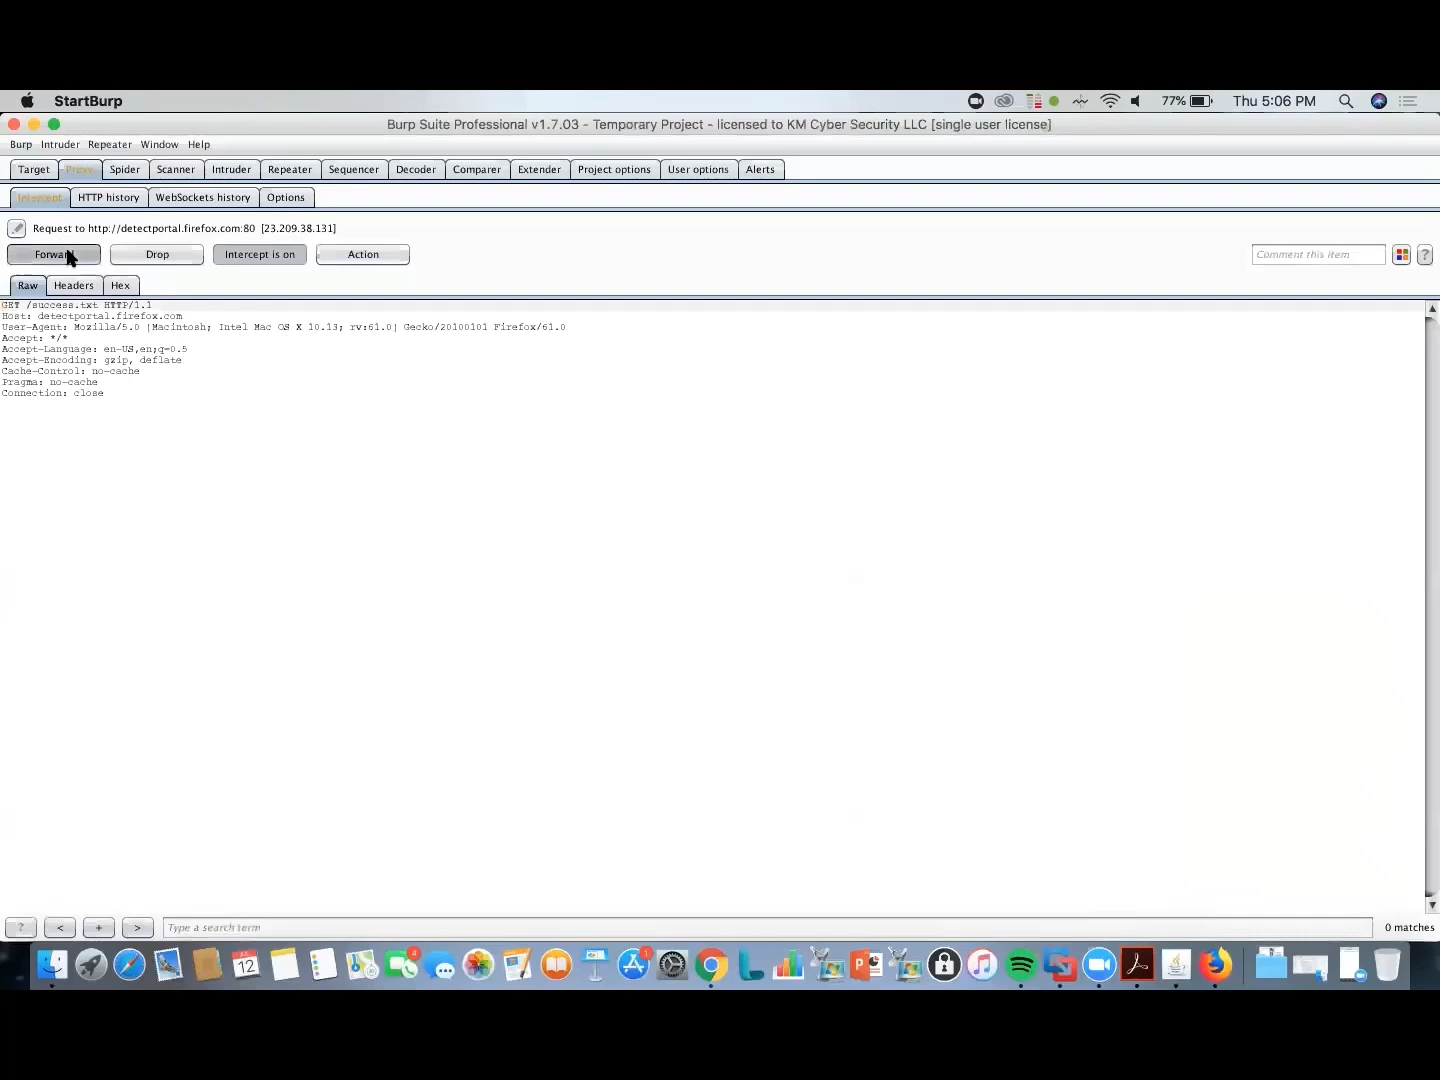 StartBurp 77% Thu 5:06 PM
Burp Suite Professional v1.7.03 - Temporary Project - licensed to KM Cyber Security LLC [single user license]
Burp Intruder Repeater Window Help
Target Proxy Spider Scanner Intruder Repeater Sequencer Decoder Comparer Extender Project options User options Alerts
Intercept HTTP history WebSockets history Options
Request to http://detectportal.firefox.com:80 [23.209.38.131]
Forward Drop Intercept is on Action Comment this item ?
Raw Headers Hex
GET /success.txt HTTP/1.1
Host: detectportal.firefox.com
User-Agent: Mozilla/5.0 (Macintosh; Intel Mac OS X 10.13; rv:61.0) Gecko/20100101 Firefox/61.0
Accept: */*
Accept-Language: en-US,en;q=0.5
Accept-Encoding: gzip, deflate
Cache-Control: no-cache
Pragma: no-cache
Connection: close
? < + > Type a search term 0 matches
12